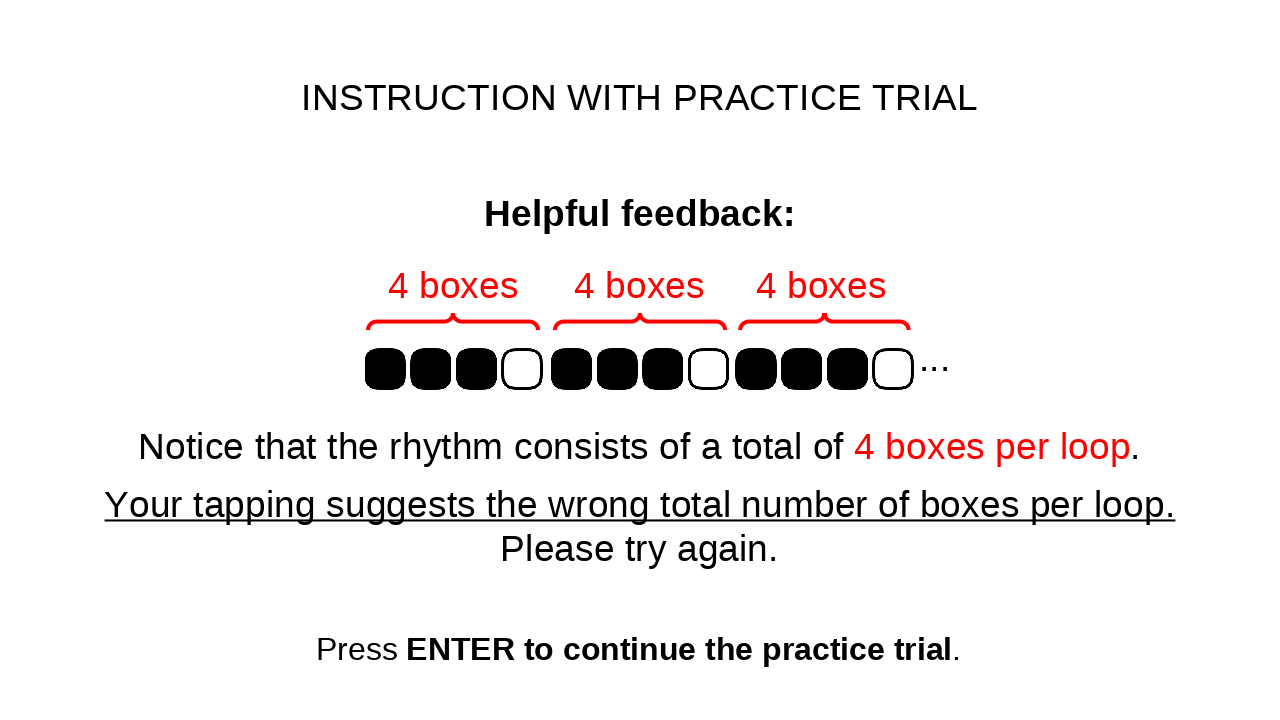 INSTRUCTION WITH PRACTICE TRIAL
Helpful feedback:
4 boxes 4 boxes 4 boxes
...
Notice that the rhythm consists of a total of 4 boxes per loop.
Your tapping suggests the wrong total number of boxes per loop.
Please try again.
Press ENTER to continue the practice trial.